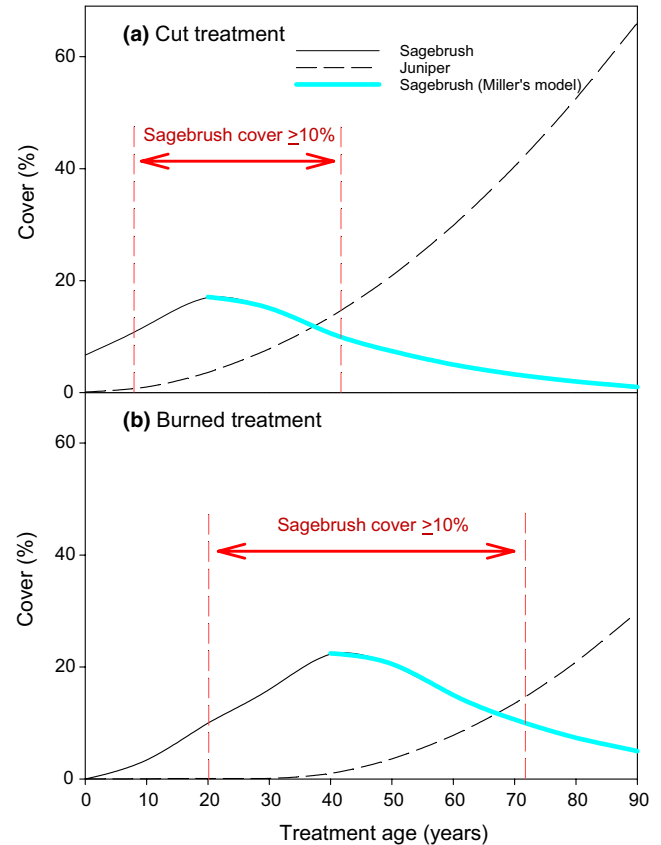 (a) Cut treatment
Sagebrush
Juniper
Sagebrush (Miller's model)
Sagebrush cover ≥10%
Cover (%)
60
40
20
0
(b) Burned treatment
Sagebrush cover ≥10%
Cover (%)
60
40
20
0
0 10 20 30 40 50 60 70 80 90
Treatment age (years)